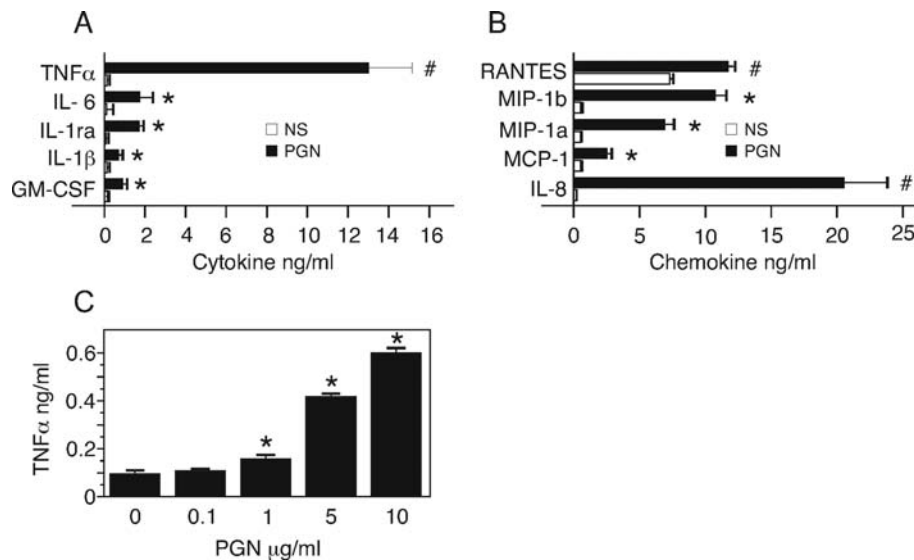 A
TNFα #
IL- 6 *
IL-1ra *
IL-1β *
GM-CSF *
NS
PGN
0 2 4 6 8 10 12 14 16
Cytokine ng/ml
B
RANTES #
MIP-1b *
MIP-1a *
MCP-1 *
IL-8 #
NS
PGN
0 5 10 15 20 25
Chemokine ng/ml
C
TNFα ng/ml
0.6
0.4
0.2
0
* * *
0 0.1 1 5 10
PGN μg/ml